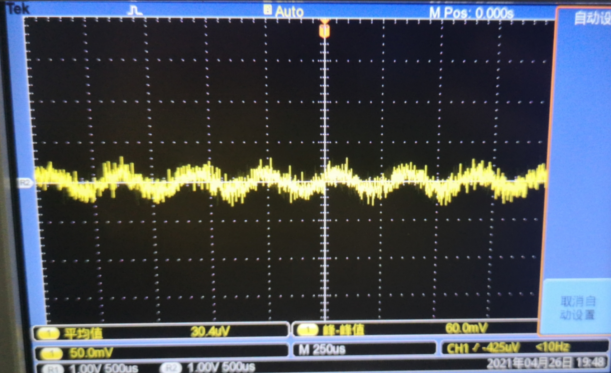 Tek Auto M Pos: 0.000s
自动设
平均值 30.4uV 峰-峰值 60.0mV
取消自
动设置
50.0mV M 250us CH1 -425uV <10Hz
R1 1.00V 500us R2 1.00V 500us 2021年04月26日 19:48